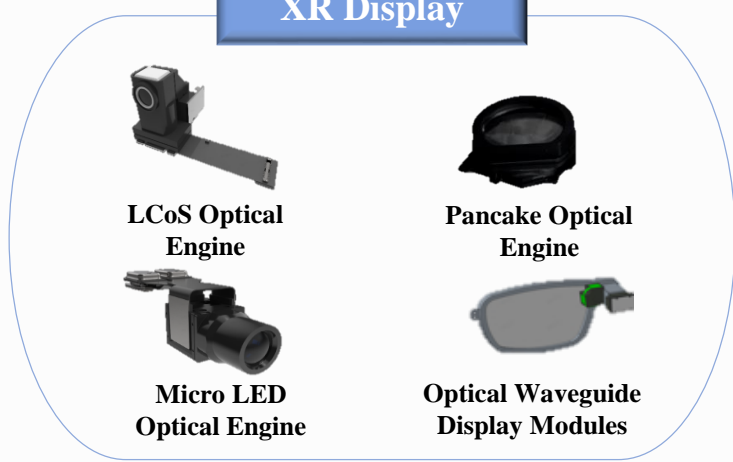 XR Display
LCoS Optical
Engine
Pancake Optical
Engine
Micro LED
Optical Engine
Optical Waveguide
Display Modules